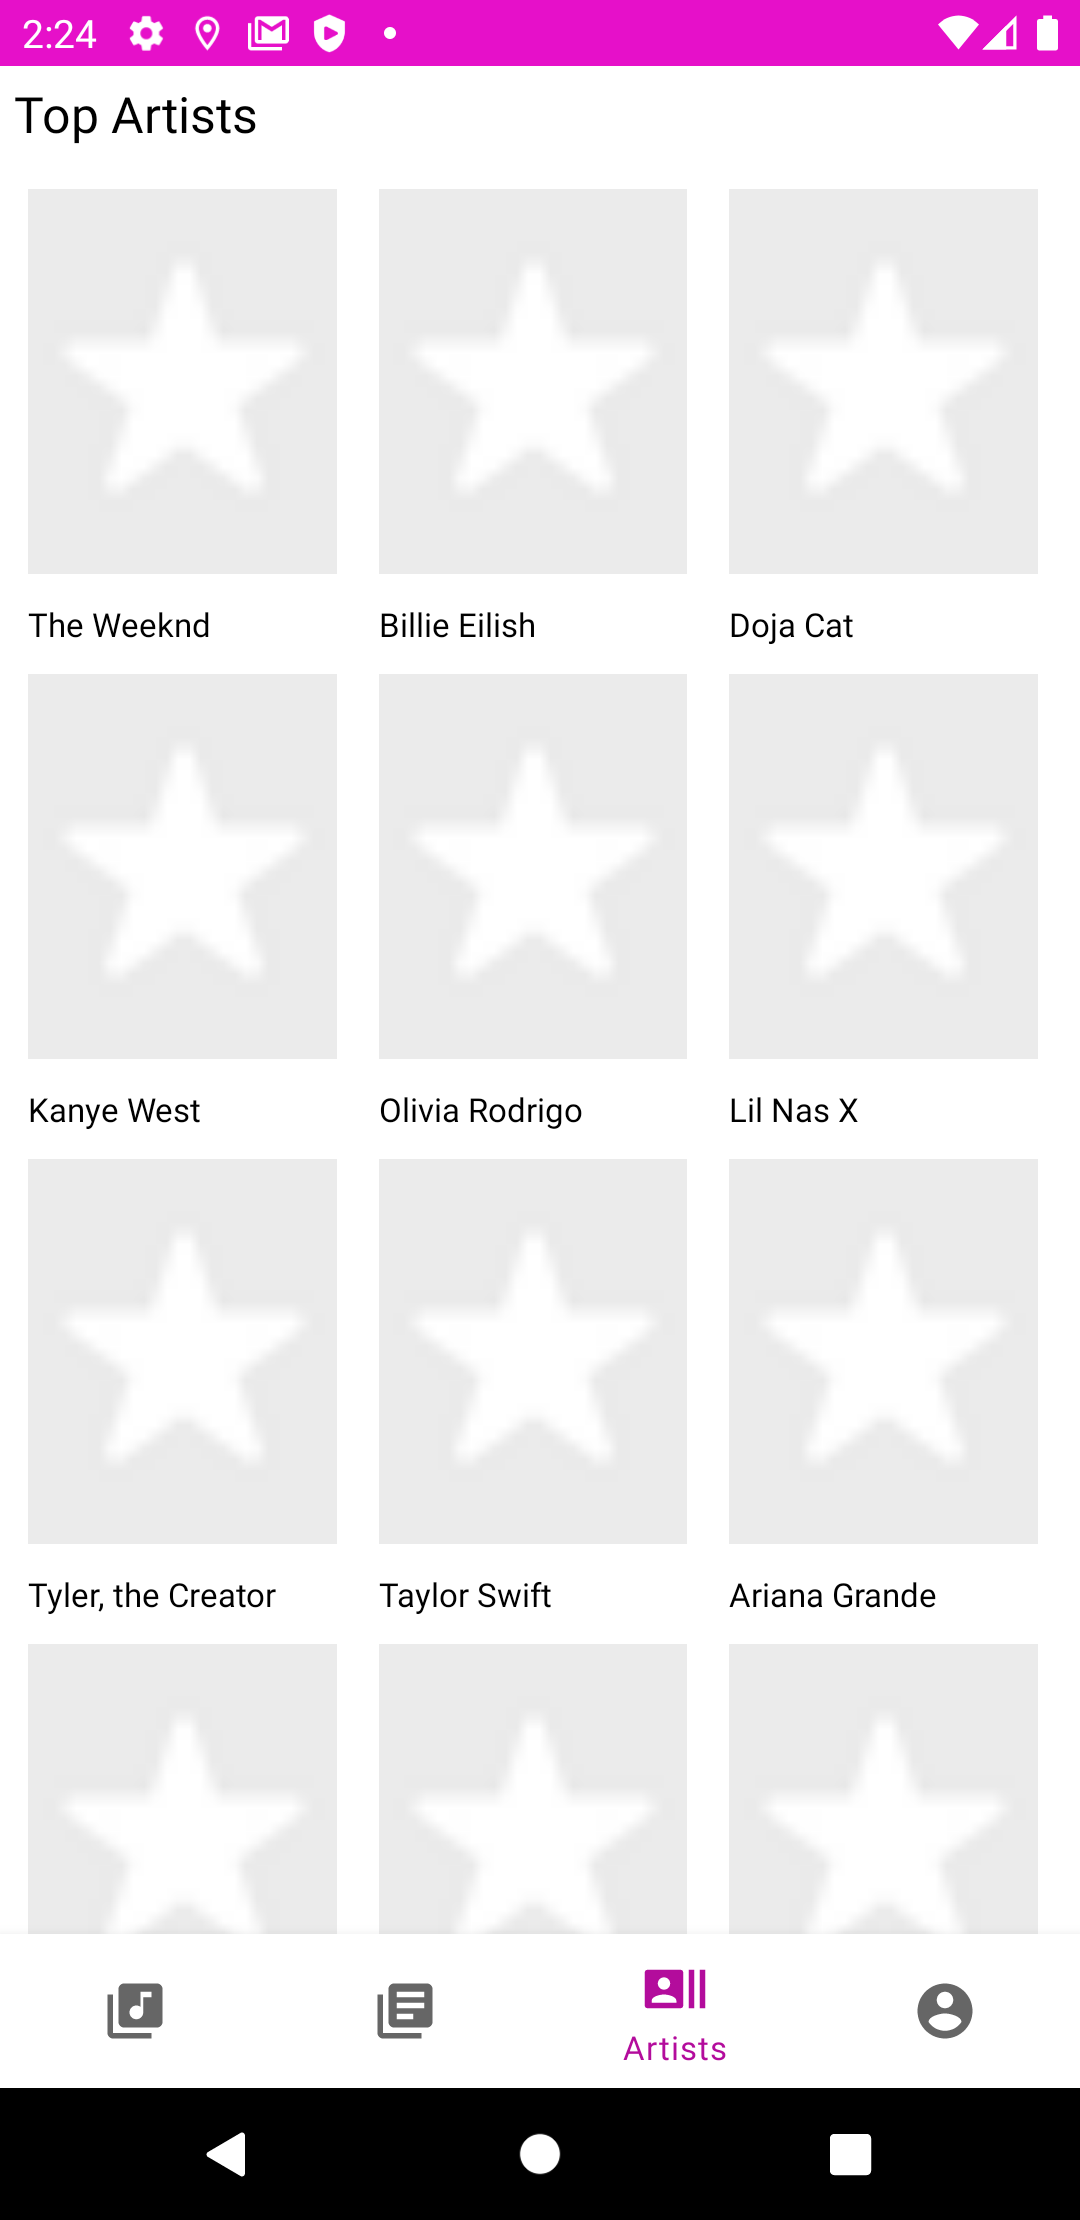 2:24
Top Artists
The Weeknd
Billie Eilish
Doja Cat
Kanye West
Olivia Rodrigo
Lil Nas X
Tyler, the Creator
Taylor Swift
Ariana Grande
Artists